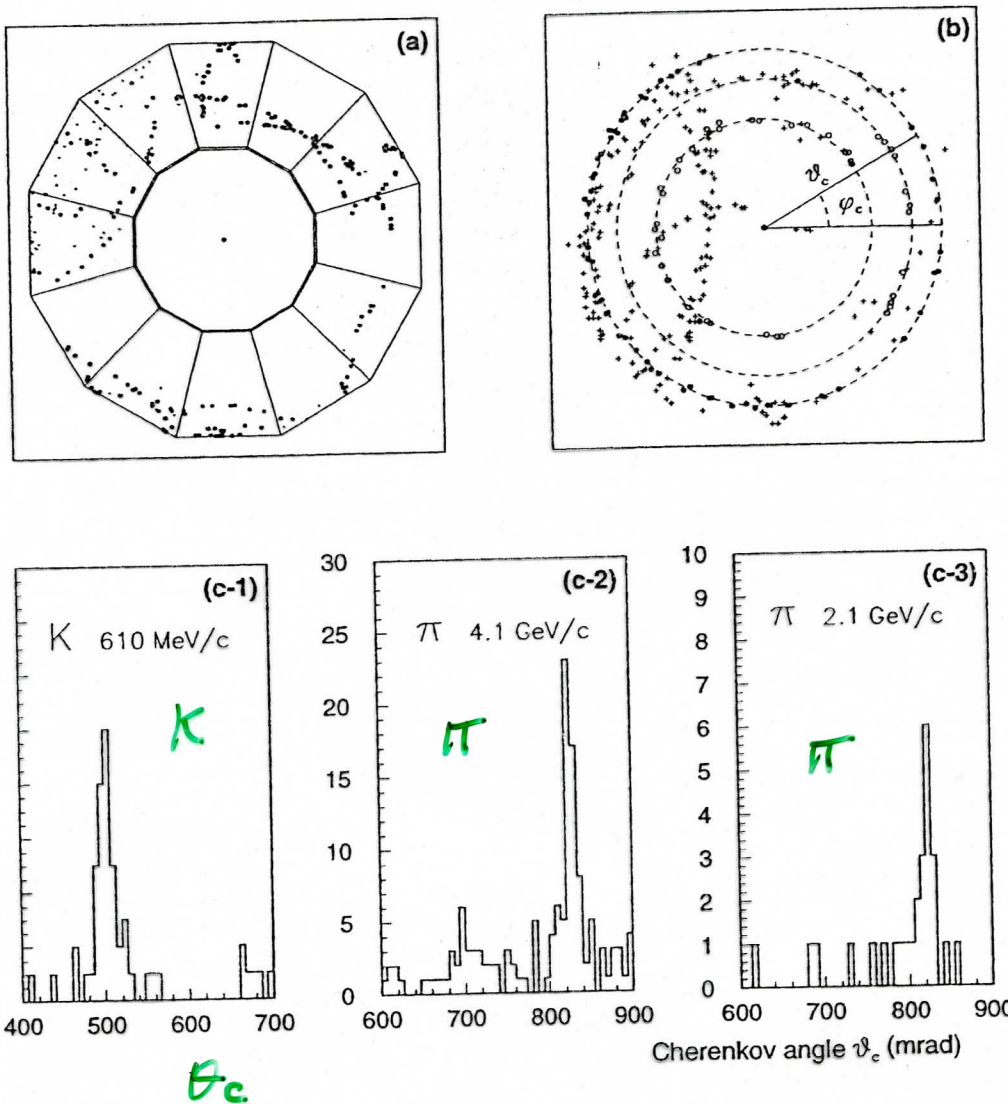 (a)
(b)
ϑc
φc
(c-1)
K 610 MeV/c
K
400 500 600 700
θc
30
25
20
15
10
5
0
(c-2)
π 4.1 GeV/c
π
600 700 800 900
10
9
8
7
6
5
4
3
2
1
0
(c-3)
π 2.1 GeV/c
π
600 700 800 900
Cherenkov angle ϑc (mrad)